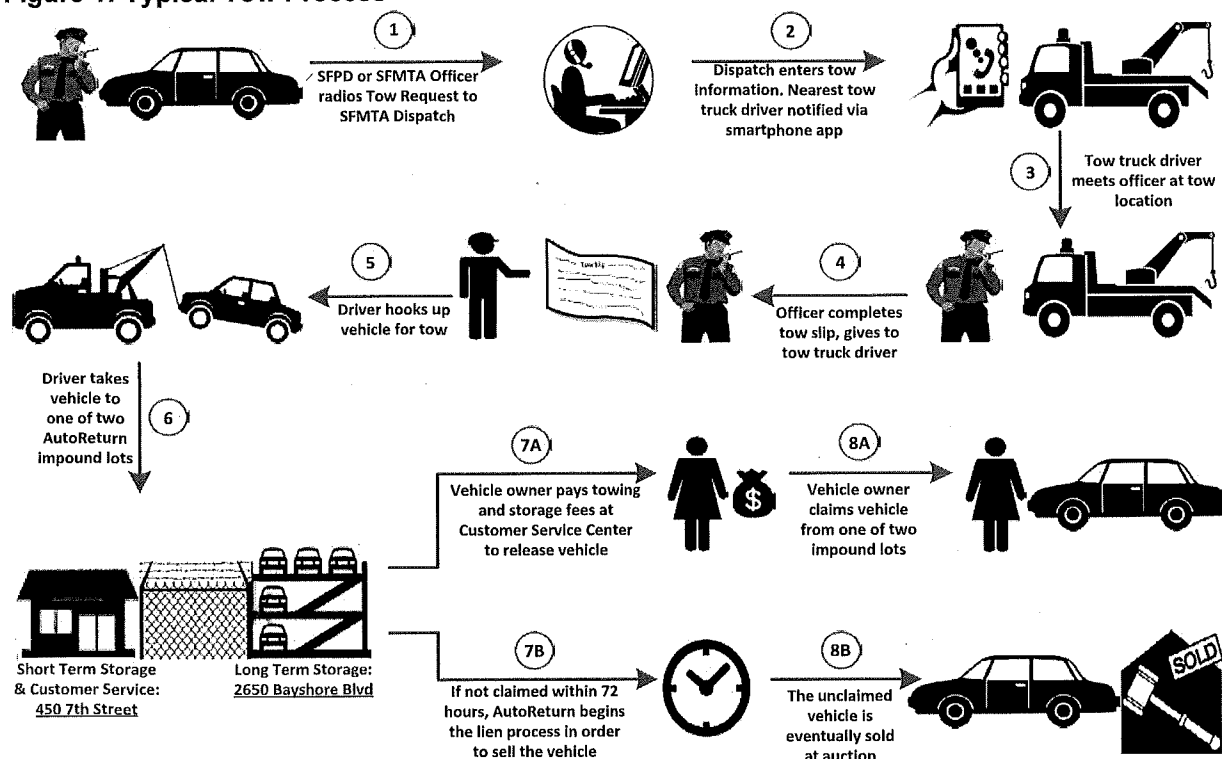 Figure 1: Typical Tow Process
1
SFPD or SFMTA Officer
radios Tow Request to
SFMTA Dispatch
2
Dispatch enters tow
information. Nearest tow
truck driver notified via
smartphone app
3
Tow truck driver
meets officer at tow
location
4
Officer completes
tow slip, gives to
tow truck driver
Tow Slip
5
Driver hooks up
vehicle for tow
6
Driver takes
vehicle to
one of two
AutoReturn
impound lots
Short Term Storage
& Customer Service:
450 7th Street
Long Term Storage:
2650 Bayshore Blvd
7A
Vehicle owner pays towing
and storage fees at
Customer Service Center
to release vehicle
$
8A
Vehicle owner
claims vehicle
from one of two
impound lots
7B
If not claimed within 72
hours, AutoReturn begins
the lien process in order
to sell the vehicle
8B
The unclaimed
vehicle is
eventually sold
at auction
SOLD